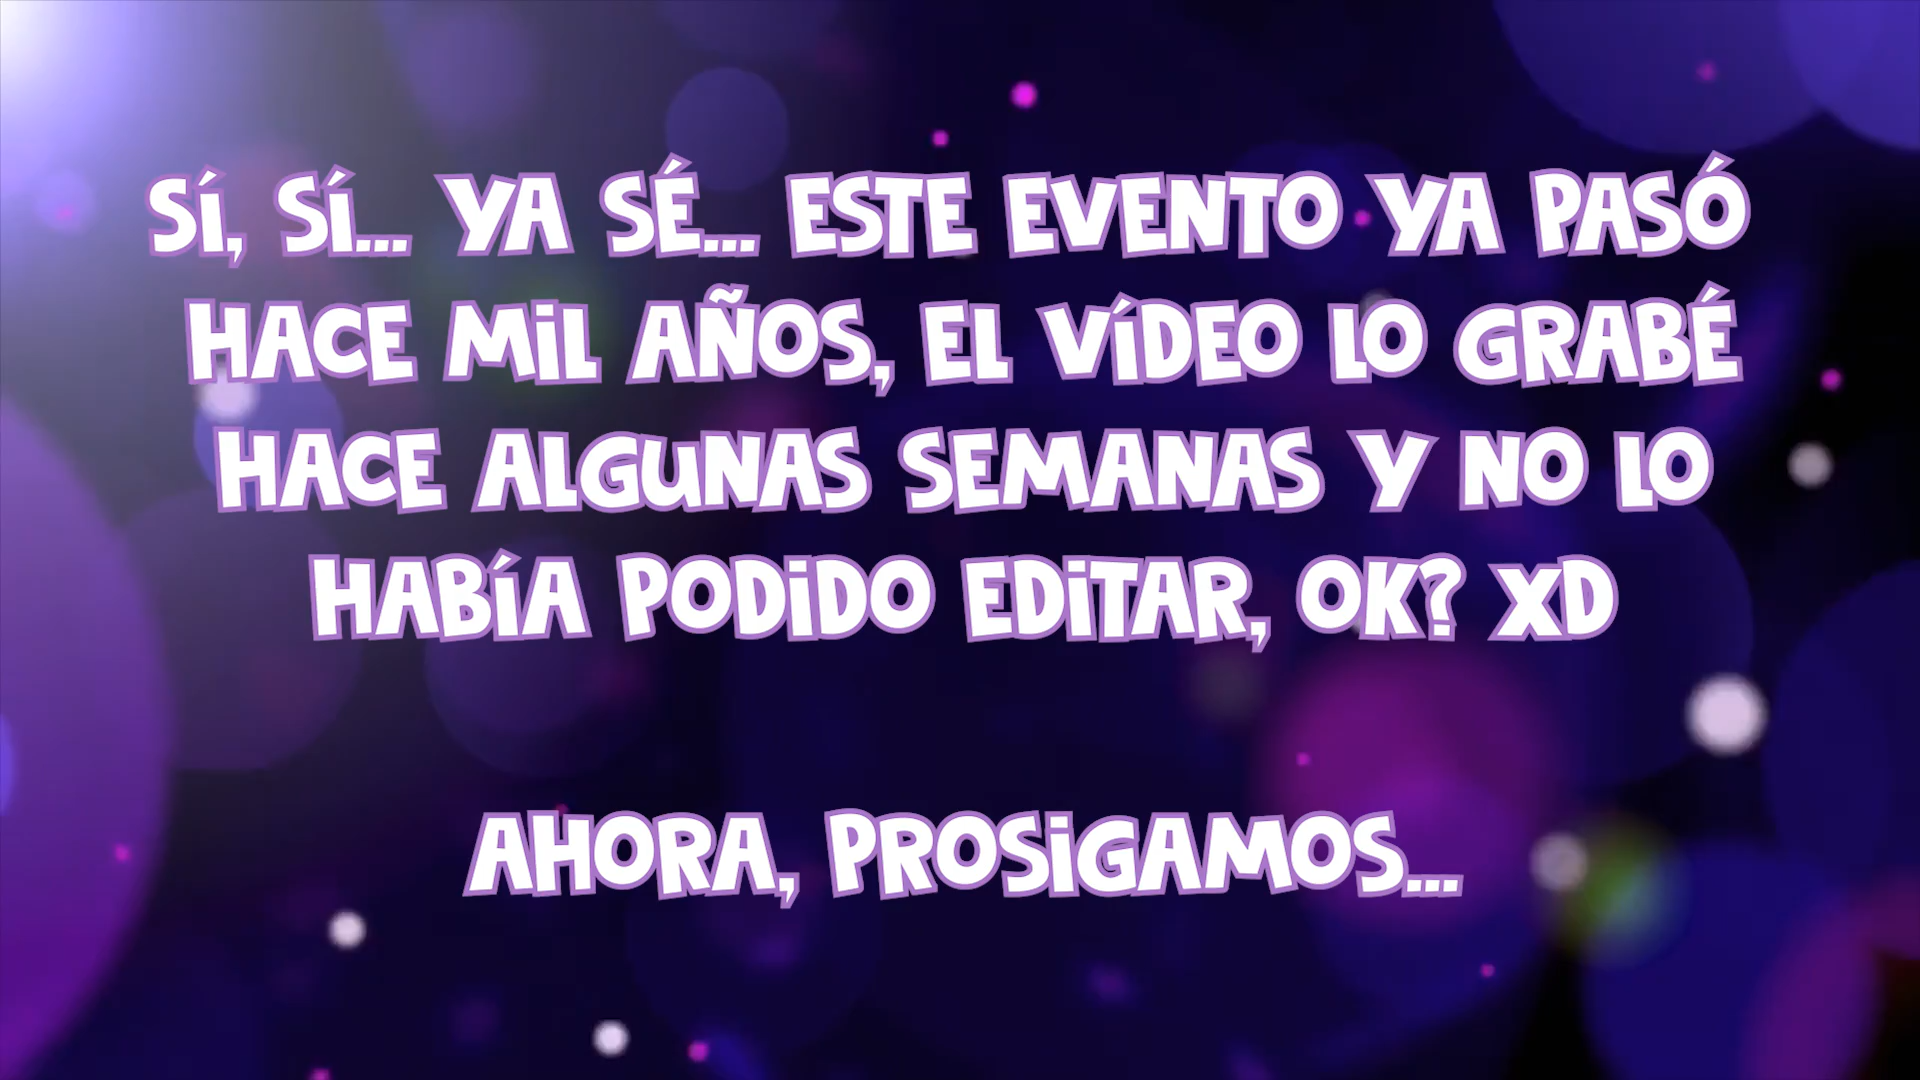 SÍ, SÍ... YA SÉ... ESTE EVENTO YA PASÓ
HACE MIL AÑOS, EL VÍDEO LO GRABÉ
HACE ALGUNAS SEMANAS Y NO LO
HABÍA PODIDO EDITAR, OK? XD
AHORA, PROSIGAMOS...